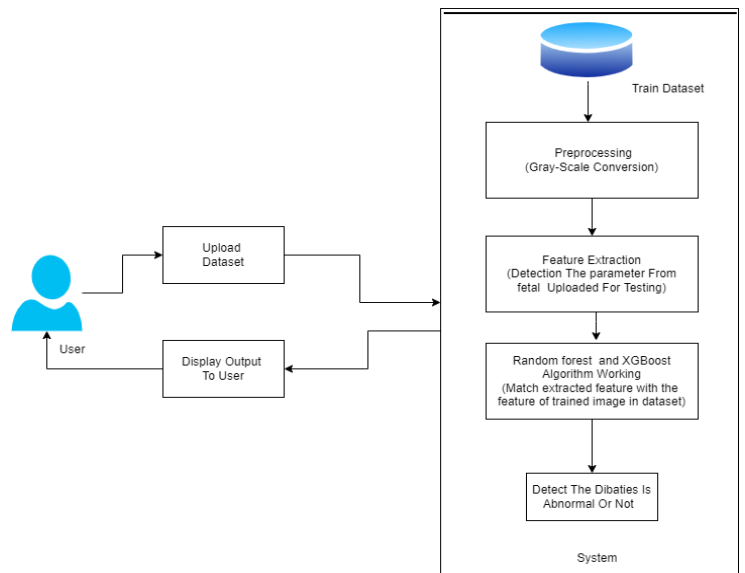 Train Dataset
Preprocessing
(Gray-Scale Conversion)
Upload
Dataset
Feature Extraction
(Detection The parameter From
fetal Uploaded For Testing)
User
Display Output
To User
Random forest and XGBoost
Algorithm Working
(Match extracted feature with the
feature of trained image in dataset)
Detect The Dibaties Is
Abnormal Or Not
System